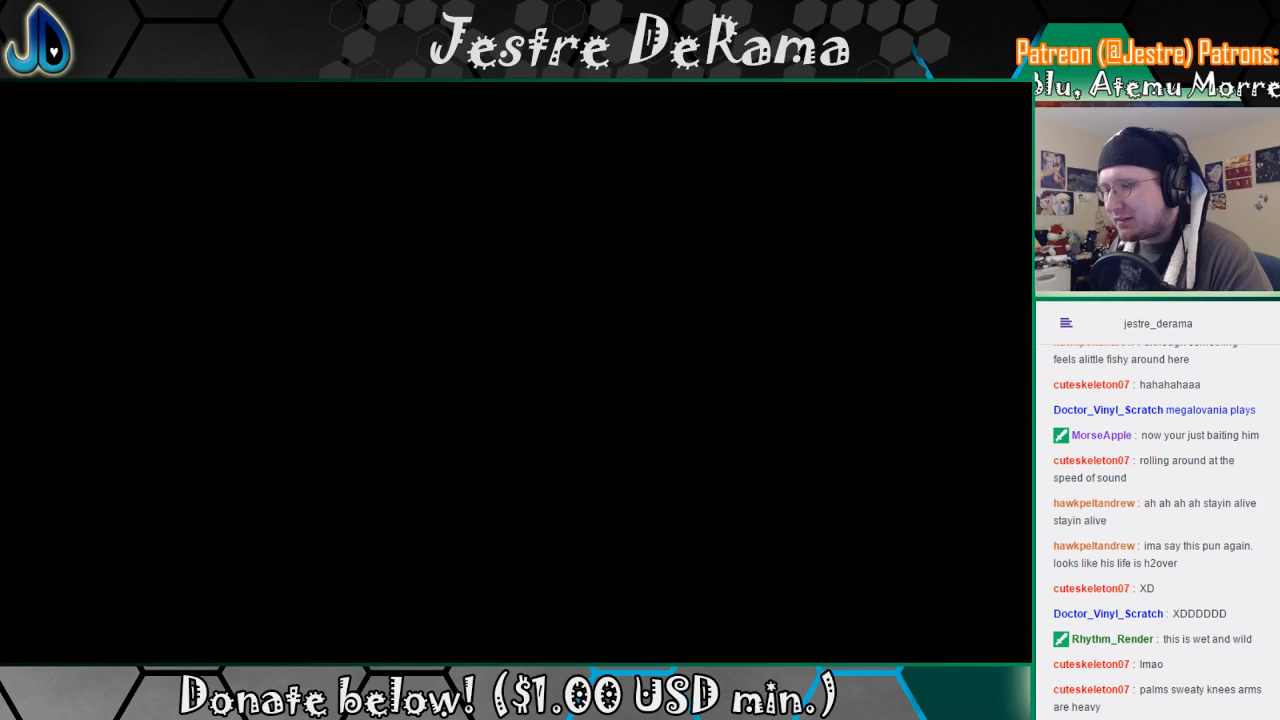 JD
Jestre DeRama
Patreon (@Jestre) Patrons:
Atemu Morre
jestre_derama
feels alittle fishy around here
cuteskeleton07 : hahahahaaa
Doctor_Vinyl_Scratch megalovania plays
MorseApple : now your just baiting him
cuteskeleton07 : rolling around at the
speed of sound
hawkpeltandrew : ah ah ah ah stayin alive
stayin alive
hawkpeltandrew : ima say this pun again.
looks like his life is h2over
cuteskeleton07 : XD
Doctor_Vinyl_Scratch : XDDDDDD
Rhythm_Render : this is wet and wild
cuteskeleton07 : lmao
cuteskeleton07 : palms sweaty knees arms
are heavy
Donate below! ($1.00 USD min.)